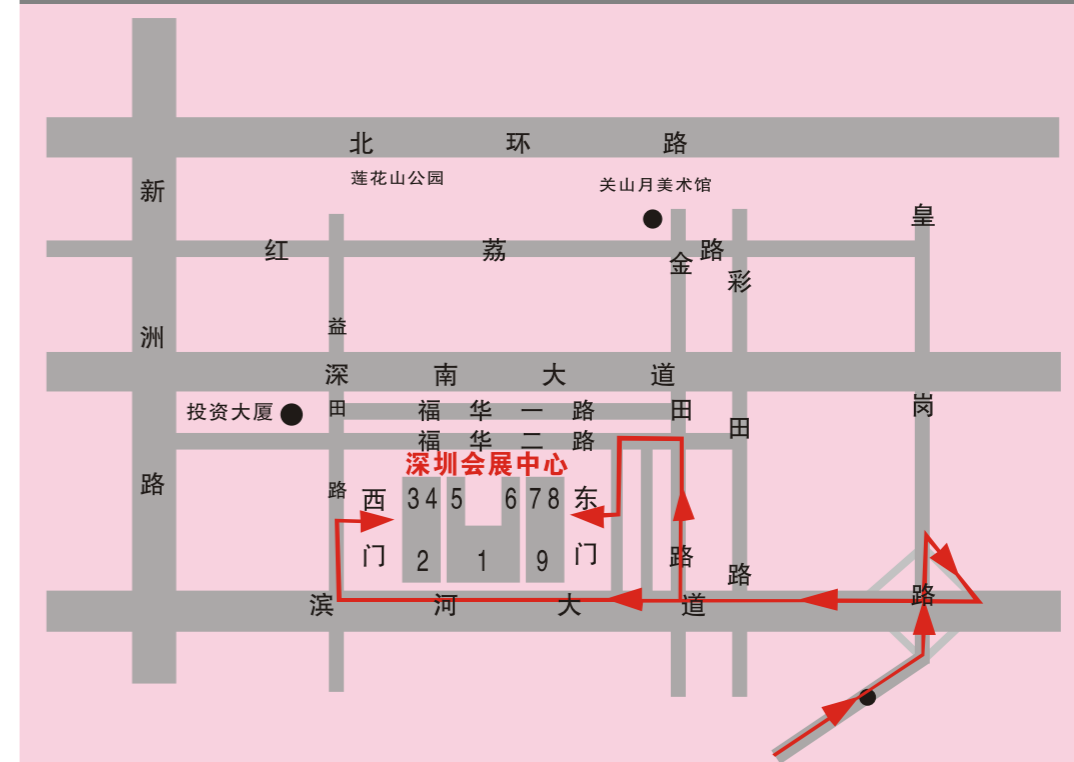 北环路
莲花山公园
关山月美术馆
新洲路
红荔路
皇岗路
金田路
彩田路
益田路
深南大道
投资大厦
福华一路
福华二路
深圳会展中心
西门
3 4 5 6 7 8
东门
2 1 9
滨河大道